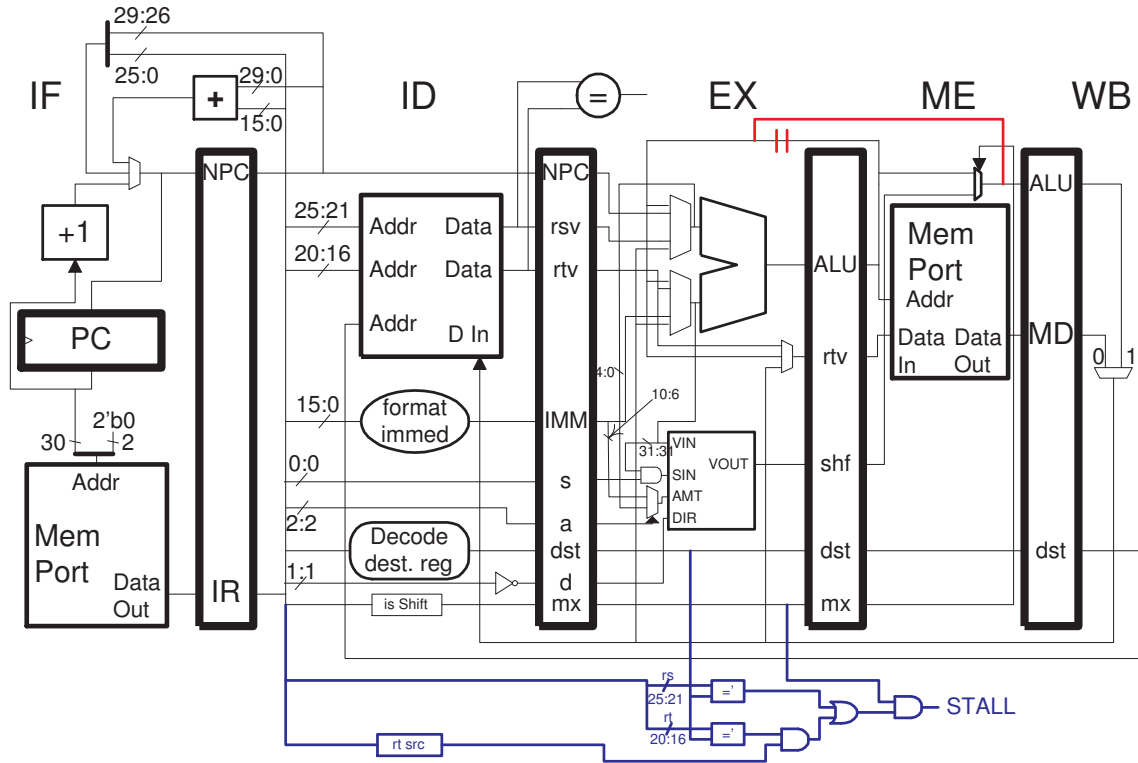 29:26
25:0
29:0
15:0
IF
ID
EX
ME
WB
+
=
NPC
NPC
ALU
+1
25:21
20:16
Addr
Data
Addr
Data
Addr
D In
rsv
rtv
ALU
Mem
Port
Addr
Data
In
Data
Out
rtv
MD
0
1
PC
15:0
format
immed
IMM
4:0
10:6
30
2'b0
2
Addr
Mem
Port
Data
Out
IR
0:0
2:2
1:1
s
a
Decode
dest. reg
dst
d
is Shift
mx
31:31
VIN
VOUT
SIN
AMT
DIR
shf
dst
mx
dst
rs
25:21
='
rt
20:16
='
rt src
STALL